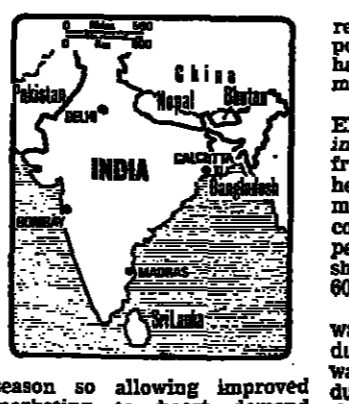 0 Miles 500
0 Km 800
China
Pakistan
Nepal
Bhutan
DELHI
INDIA
CALCUTTA
Bangladesh
BOMBAY
MADRAS
Sri Lanka
season so allowing improved
marketing to boost demand
re
po
ha
m
El
in
fr
he
m
co
pe
sh
60
wa
du
wa
du